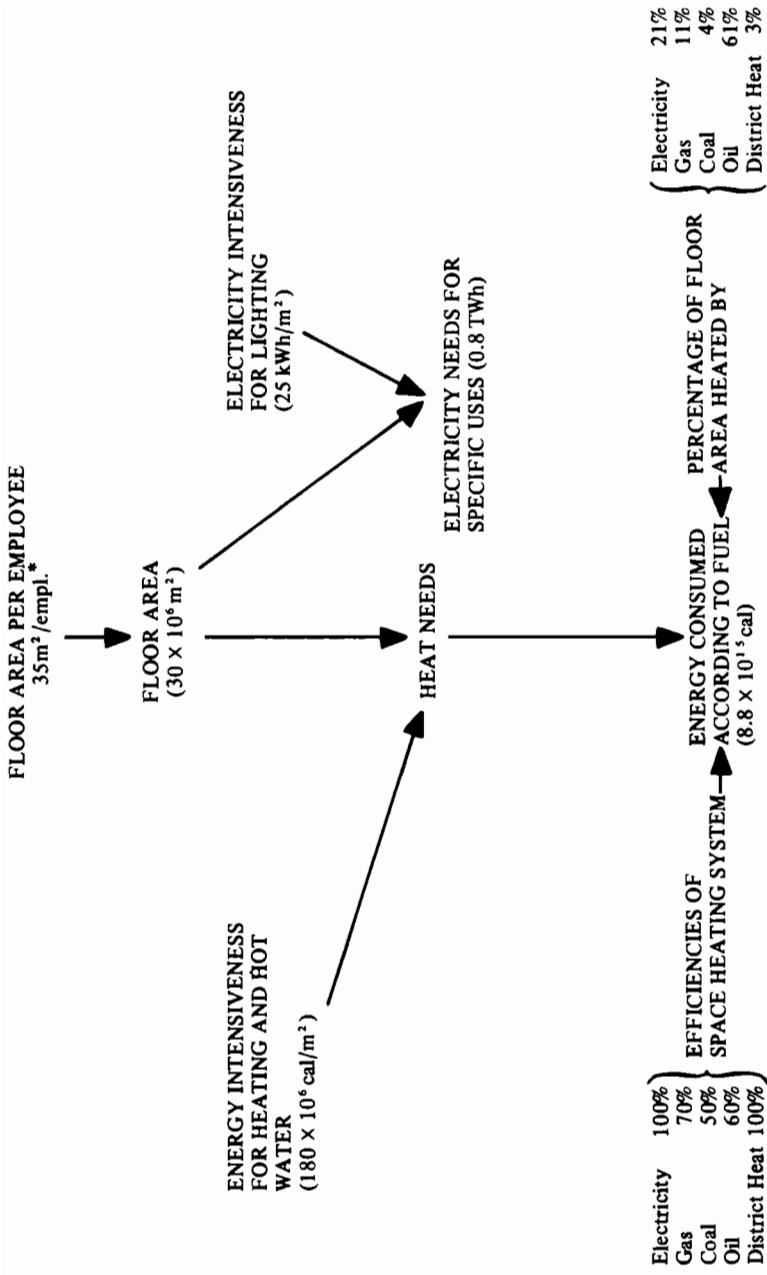 FLOOR AREA PER EMPLOYEE
35m²/empl.*
FLOOR AREA
(30 × 10⁶ m²)
ENERGY INTENSIVENESS
FOR HEATING AND HOT
WATER
(180 × 10⁶ cal/m²)
ELECTRICITY INTENSIVENESS
FOR LIGHTING
(25 kWh/m²)
HEAT NEEDS
ELECTRICITY NEEDS FOR
SPECIFIC USES (0.8 TWh)
Electricity 100%
Gas 70%
Coal 50%
Oil 60%
District Heat 100%
EFFICIENCIES OF
SPACE HEATING SYSTEM
ENERGY CONSUMED
ACCORDING TO FUEL
(8.8 × 10¹⁵ cal)
PERCENTAGE OF FLOOR
AREA HEATED BY
Electricity 21%
Gas 11%
Coal 4%
Oil 61%
District Heat 3%